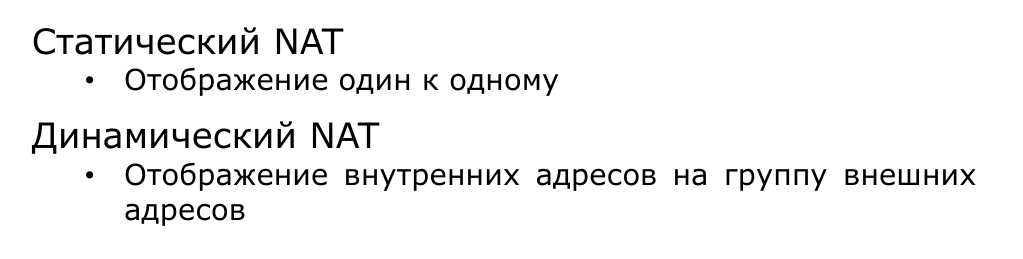 Статический NAT
• Отображение один к одному
Динамический NAT
• Отображение внутренних адресов на группу внешних
адресов